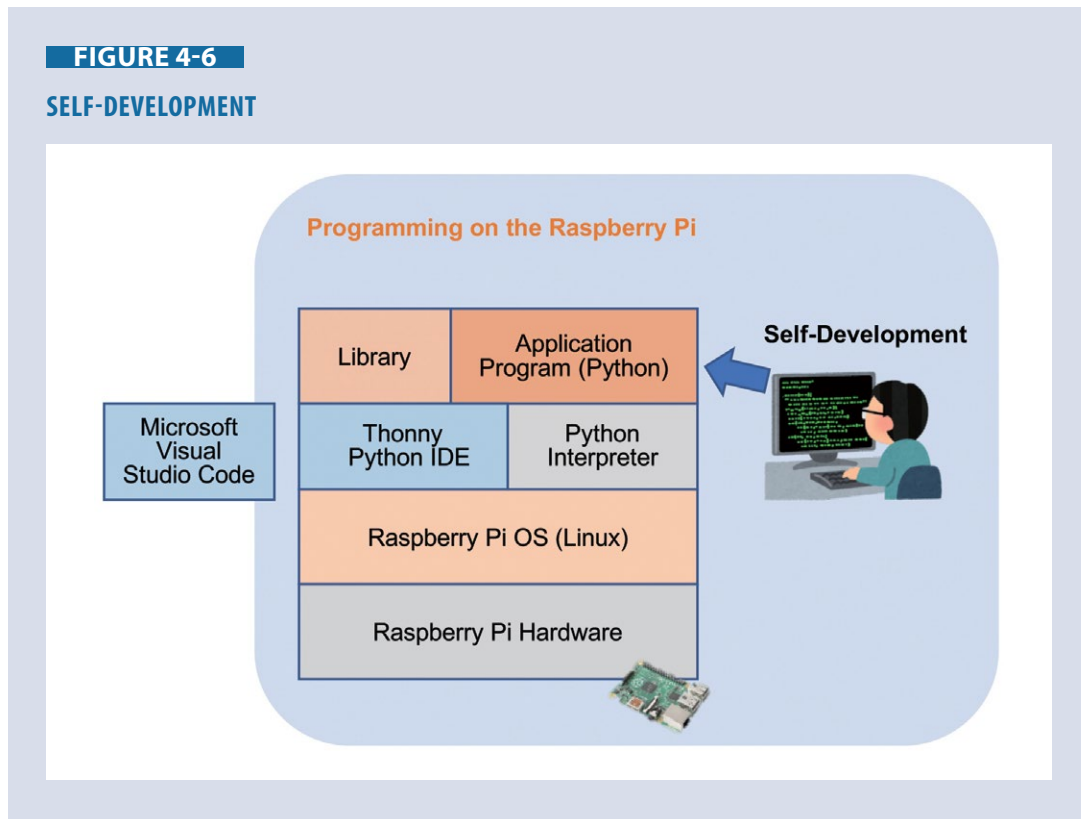 FIGURE 4-6
SELF-DEVELOPMENT
Programming on the Raspberry Pi
Library
Application
Program (Python)
Self-Development
Microsoft
Visual
Studio Code
Thonny
Python IDE
Python
Interpreter
Raspberry Pi OS (Linux)
Raspberry Pi Hardware